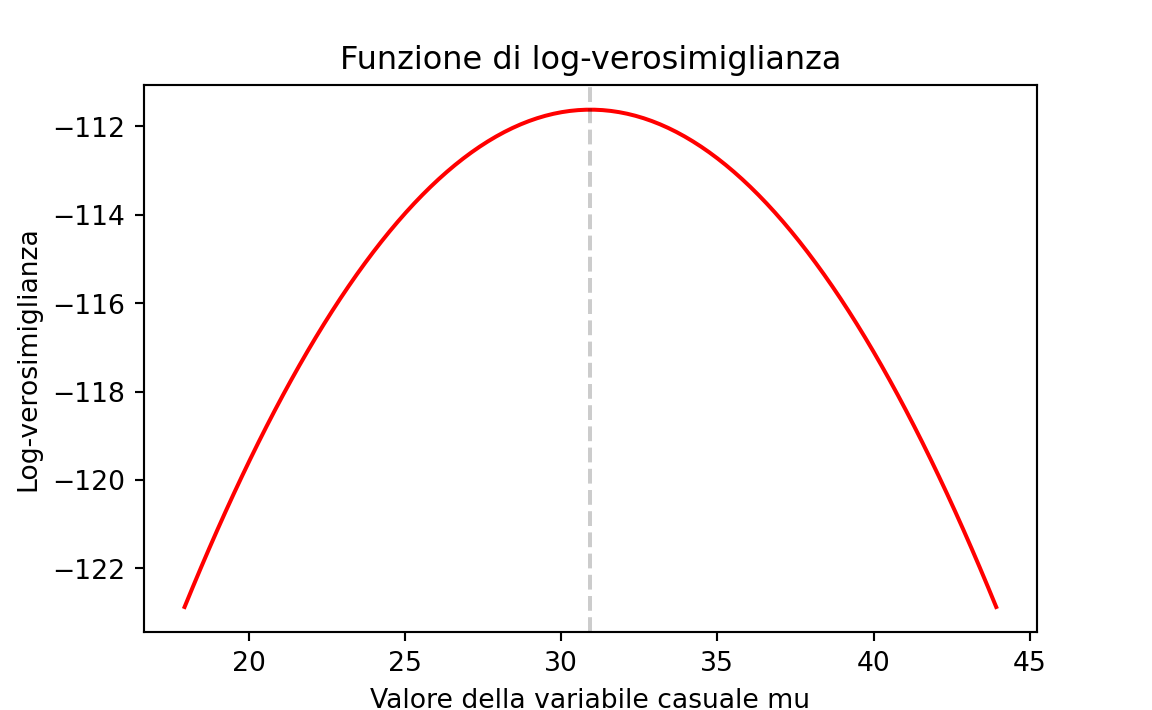 Funzione di log-verosimiglianza
−112
−114
−116
−118
−120
−122
Log-verosimiglianza
20 25 30 35 40 45
Valore della variabile casuale mu